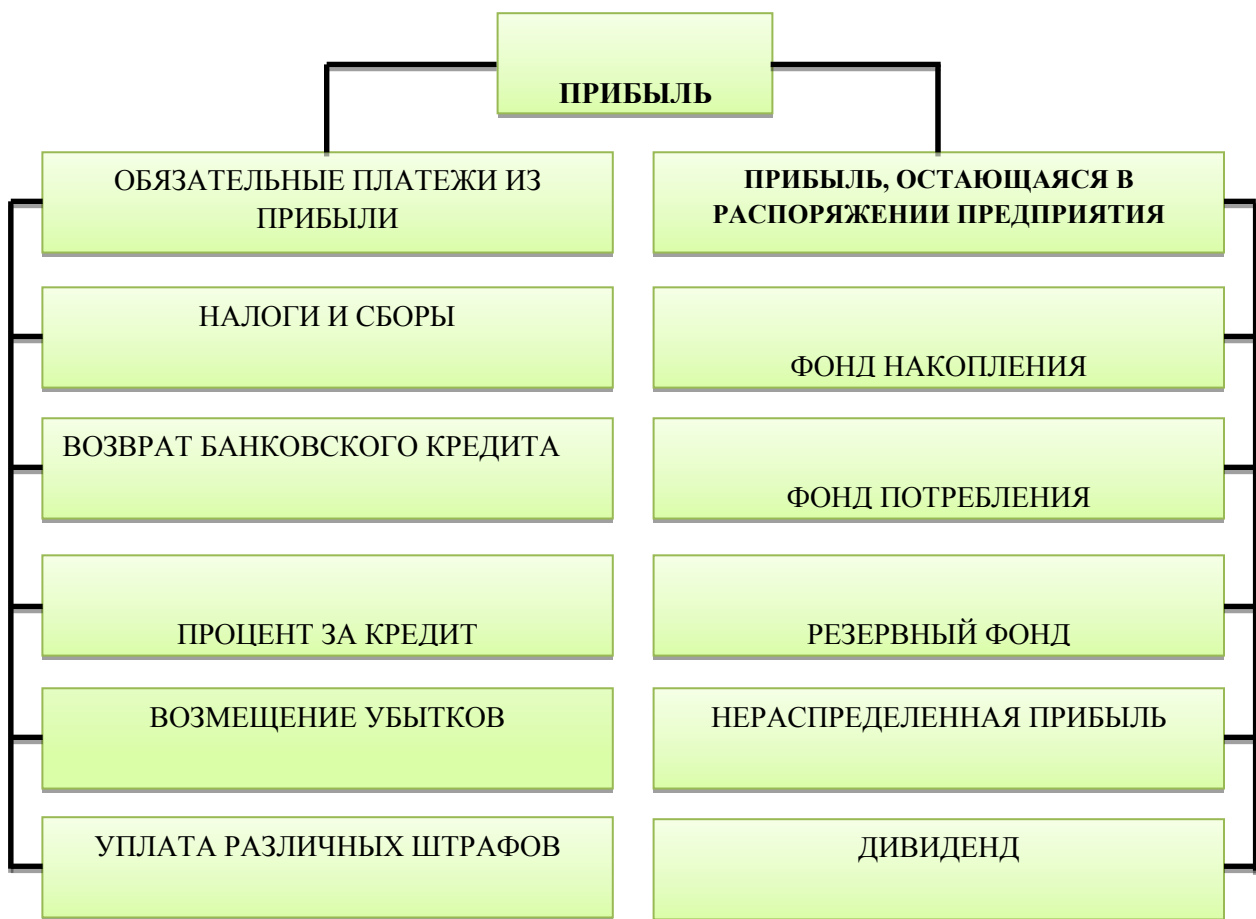 ПРИБЫЛЬ
ОБЯЗАТЕЛЬНЫЕ ПЛАТЕЖИ ИЗ
ПРИБЫЛИ
НАЛОГИ И СБОРЫ
ВОЗВРАТ БАНКОВСКОГО КРЕДИТА
ПРОЦЕНТ ЗА КРЕДИТ
ВОЗМЕЩЕНИЕ УБЫТКОВ
УПЛАТА РАЗЛИЧНЫХ ШТРАФОВ
ПРИБЫЛЬ, ОСТАЮЩАЯСЯ В
РАСПОРЯЖЕНИИ ПРЕДПРИЯТИЯ
ФОНД НАКОПЛЕНИЯ
ФОНД ПОТРЕБЛЕНИЯ
РЕЗЕРВНЫЙ ФОНД
НЕРАСПРЕДЕЛЕННАЯ ПРИБЫЛЬ
ДИВИДЕНД